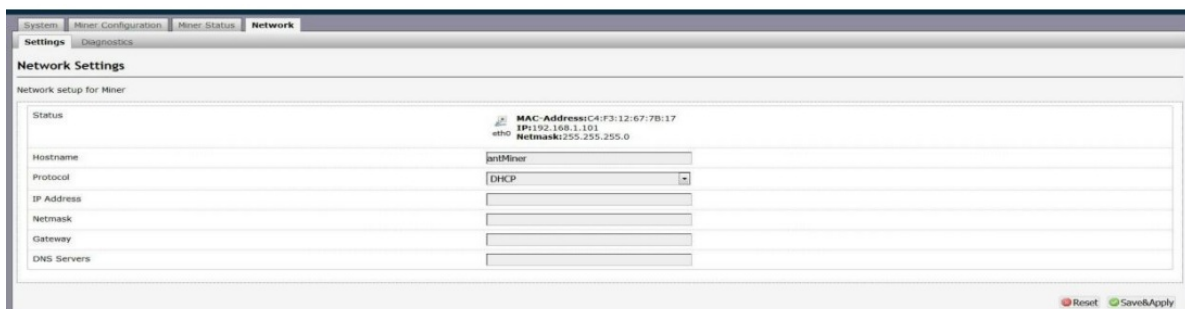 System Miner Configuration Miner Status Network
Settings Diagnostics
Network Settings
Network setup for Miner
Status
MAC-Address:C4:F3:12:67:7B:17
IP:192.168.1.101
eth0 Netmask:255.255.255.0
Hostname antMiner
Protocol DHCP
IP Address
Netmask
Gateway
DNS Servers
Reset Save&Apply